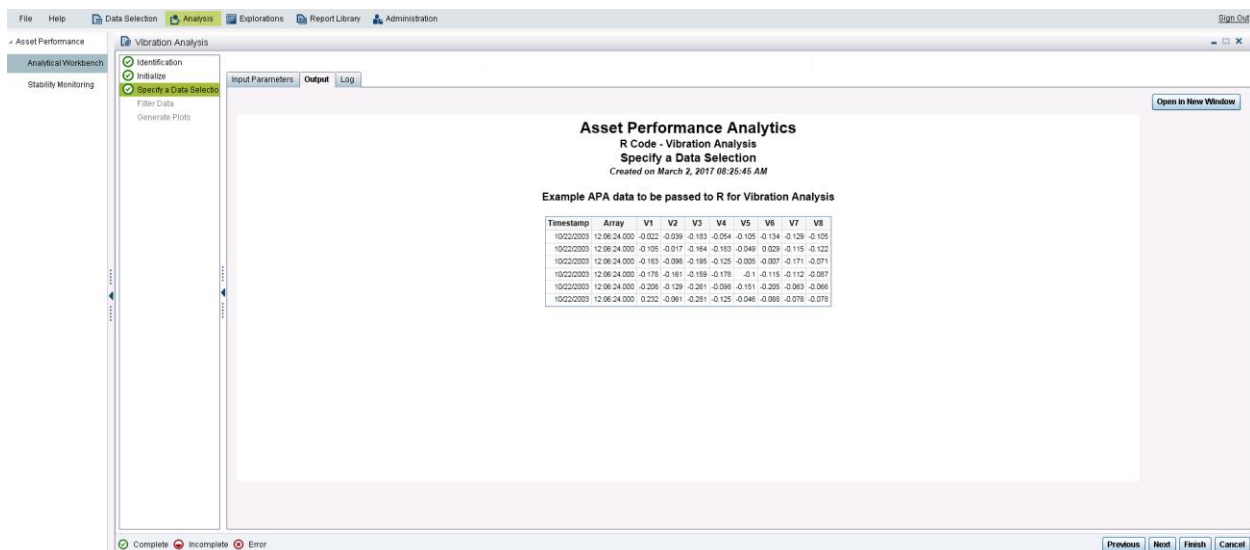 File Help Data Selection Analysis Explorations Report Library Administration Sign Out
Asset Performance
Analytical Workbench
Stability Monitoring
Vibration Analysis
Identification
Initialize
Specify a Data Selectio
Filter Data
Generate Plots
Input Parameters Output Log
Open in New Window
Asset Performance Analytics
R Code - Vibration Analysis
Specify a Data Selection
Created on March 2, 2017 08:25:45 AM
Example APA data to be passed to R for Vibration Analysis
Timestamp Array V1 V2 V3 V4 V5 V6 V7 V8
10/22/2003 12:06:24.000 -0.022 -0.039 -0.183 -0.054 -0.105 -0.134 -0.129 -0.105
10/22/2003 12:06:24.000 -0.105 -0.017 -0.164 -0.183 -0.049 0.029 -0.115 -0.122
10/22/2003 12:06:24.000 -0.183 -0.098 -0.195 -0.125 -0.005 -0.007 -0.171 -0.071
10/22/2003 12:06:24.000 -0.178 -0.161 -0.159 -0.178 -0.1 -0.115 -0.112 -0.087
10/22/2003 12:06:24.000 -0.208 -0.129 -0.261 -0.098 -0.151 -0.205 -0.063 -0.066
10/22/2003 12:06:24.000 0.232 -0.061 -0.281 -0.125 -0.046 -0.088 -0.078 -0.078
Complete Incomplete Error
Previous Next Finish Cancel